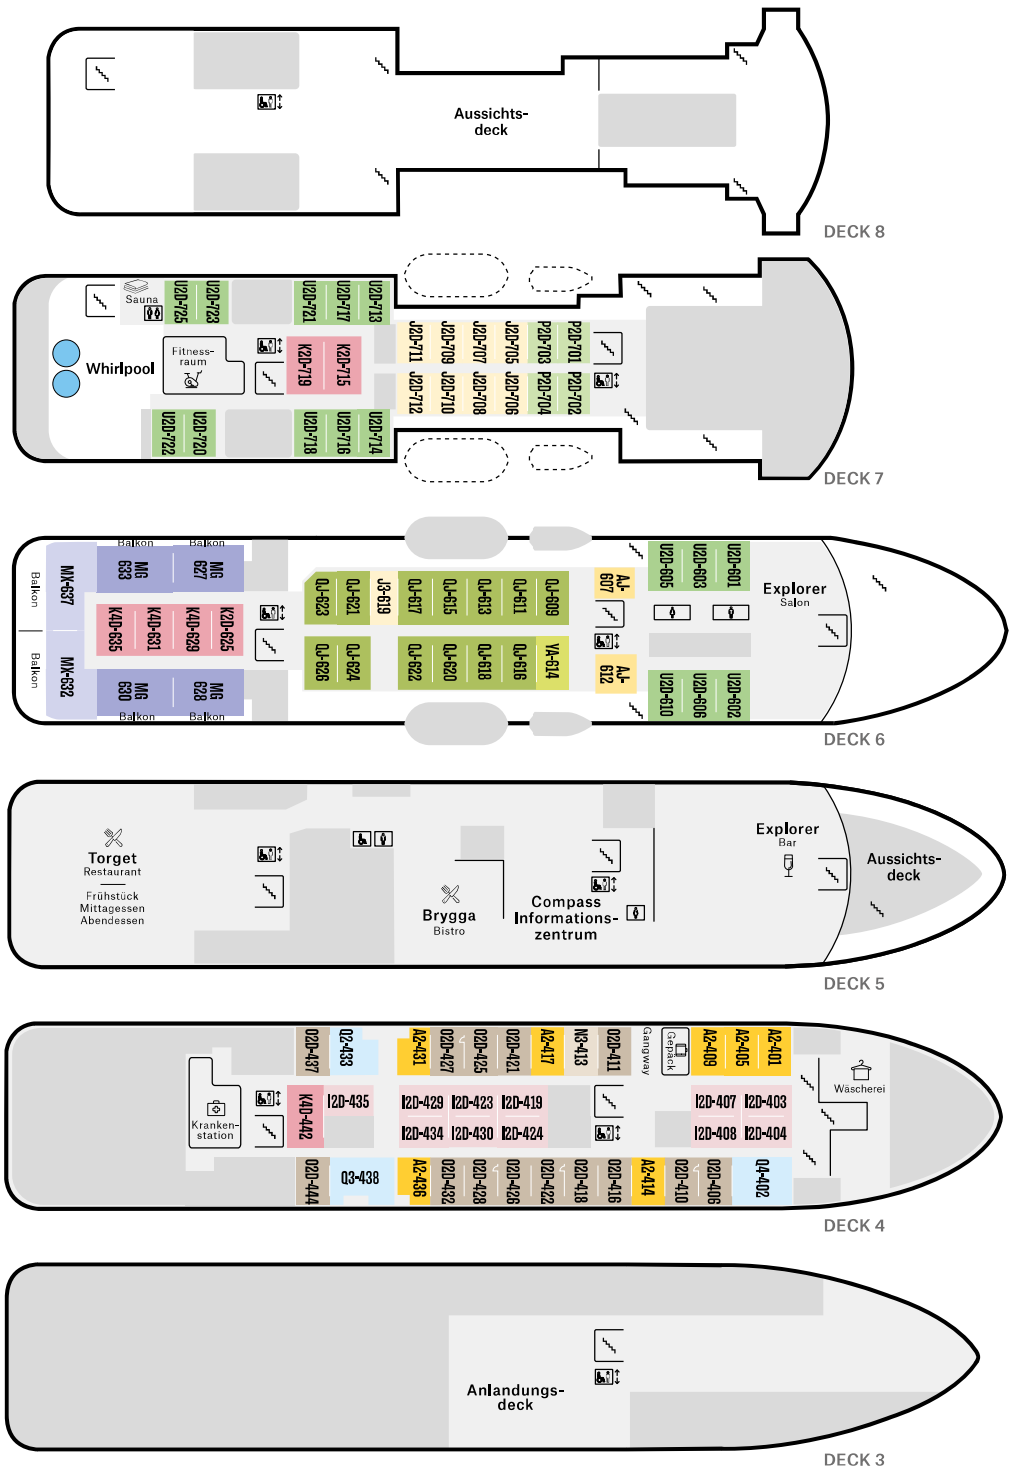 Aussichts-
deck
DECK 8
Sauna
U2D-725
U2D-723
U2D-721
U2D-717
U2D-713
Whirlpool
Fitness-
raum
K2D-719
K2D-715
J2D-711
J2D-709
J2D-707
J2D-705
P2D-703
P2D-701
J2D-712
J2D-710
J2D-708
J2D-706
P2D-704
P2D-702
U2D-722
U2D-720
U2D-718
U2D-716
U2D-714
DECK 7
Balkon
Balkon
Balkon
Balkon
MX-637
MX-632
MG
633
MG
627
K4D-635
K4D-631
K4D-629
K2D-625
MG
630
MG
628
Balkon
Balkon
QJ-623
QJ-621
J3-619
QJ-617
QJ-615
QJ-613
QJ-611
QJ-609
AJ-
607
U2D-605
U2D-603
U2D-601
QJ-626
QJ-624
QJ-622
QJ-620
QJ-618
QJ-616
YA-614
AJ-
612
U2D-610
U2D-606
U2D-602
Explorer
Salon
DECK 6
Torget
Restaurant
Frühstück
Mittagessen
Abendessen
Brygga
Bistro
Compass
Informations-
zentrum
Explorer
Bar
Aussichts-
deck
DECK 5
O2D-437
Q2-433
A2-431
O2D-427
O2D-425
O2D-421
A2-417
N3-413
O2D-411
Gangway
Gepäck
A2-409
A2-405
A2-401
Wäscherei
Kranken-
station
K4D-442
I2D-435
I2D-429
I2D-423
I2D-419
I2D-407
I2D-403
I2D-434
I2D-430
I2D-424
I2D-408
I2D-404
O2D-444
Q3-438
A2-436
O2D-432
O2D-428
O2D-426
O2D-422
O2D-418
O2D-416
A2-414
O2D-410
O2D-406
Q4-402
DECK 4
Anlandungs-
deck
DECK 3